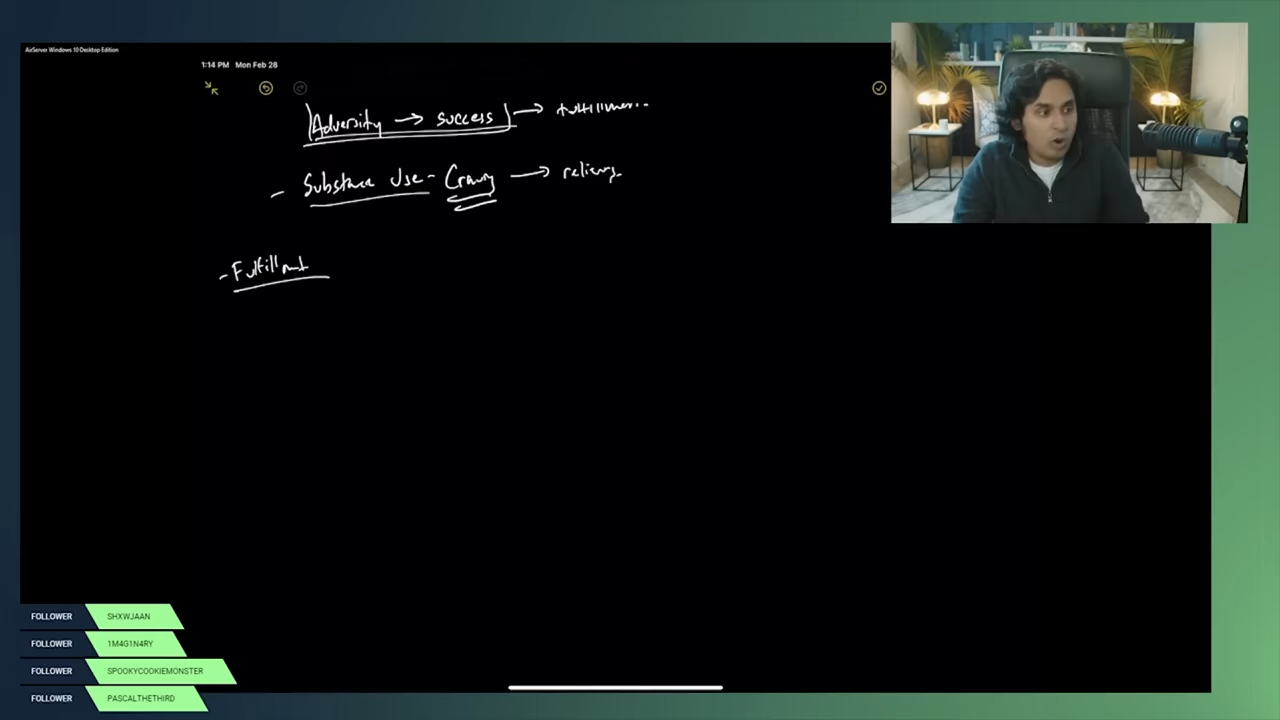 AirServer Windows 10 Desktop Edition
1:14 PM Mon Feb 28
Adversity → success → fulfillment..
- Substance Use - Craving →
- Fulfillment
FOLLOWER SHXWJAAN
FOLLOWER 1M4G1N4RY
FOLLOWER SPOOKYCOOKIEMONSTER
FOLLOWER PASCALTHETHIRD